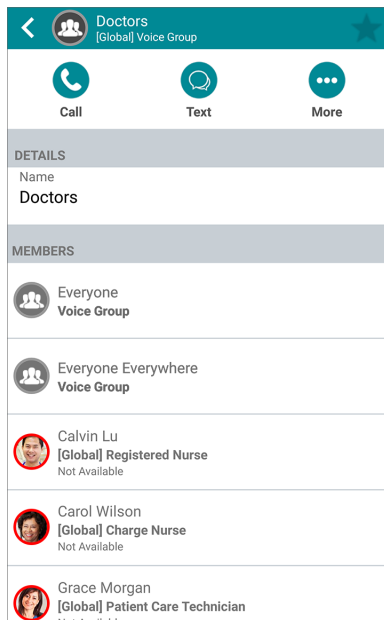 Doctors
[Global] Voice Group
Call Text More
DETAILS
Name
Doctors
MEMBERS
Everyone
Voice Group
Everyone Everywhere
Voice Group
Calvin Lu
[Global] Registered Nurse
Not Available
Carol Wilson
[Global] Charge Nurse
Not Available
Grace Morgan
[Global] Patient Care Technician